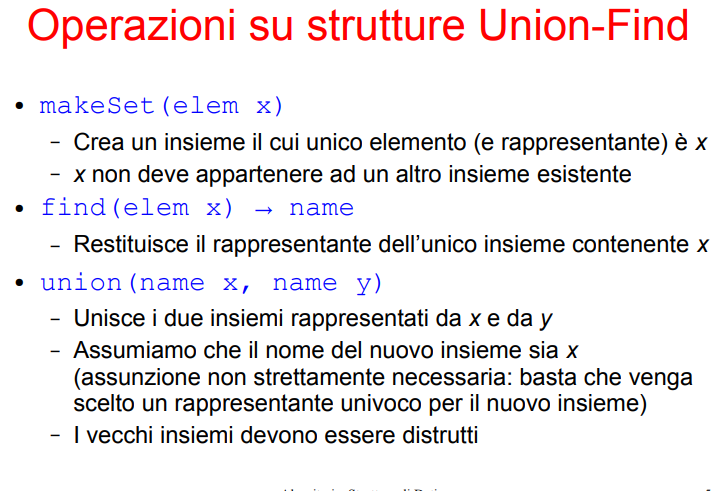 Operazioni su strutture Union-Find
• makeSet(elem x)
– Crea un insieme il cui unico elemento (e rappresentante) è x
– x non deve appartenere ad un altro insieme esistente
• find(elem x) → name
– Restituisce il rappresentante dell’unico insieme contenente x
• union(name x, name y)
– Unisce i due insiemi rappresentati da x e da y
– Assumiamo che il nome del nuovo insieme sia x
(assunzione non strettamente necessaria: basta che venga
scelto un rappresentante univoco per il nuovo insieme)
– I vecchi insiemi devono essere distrutti